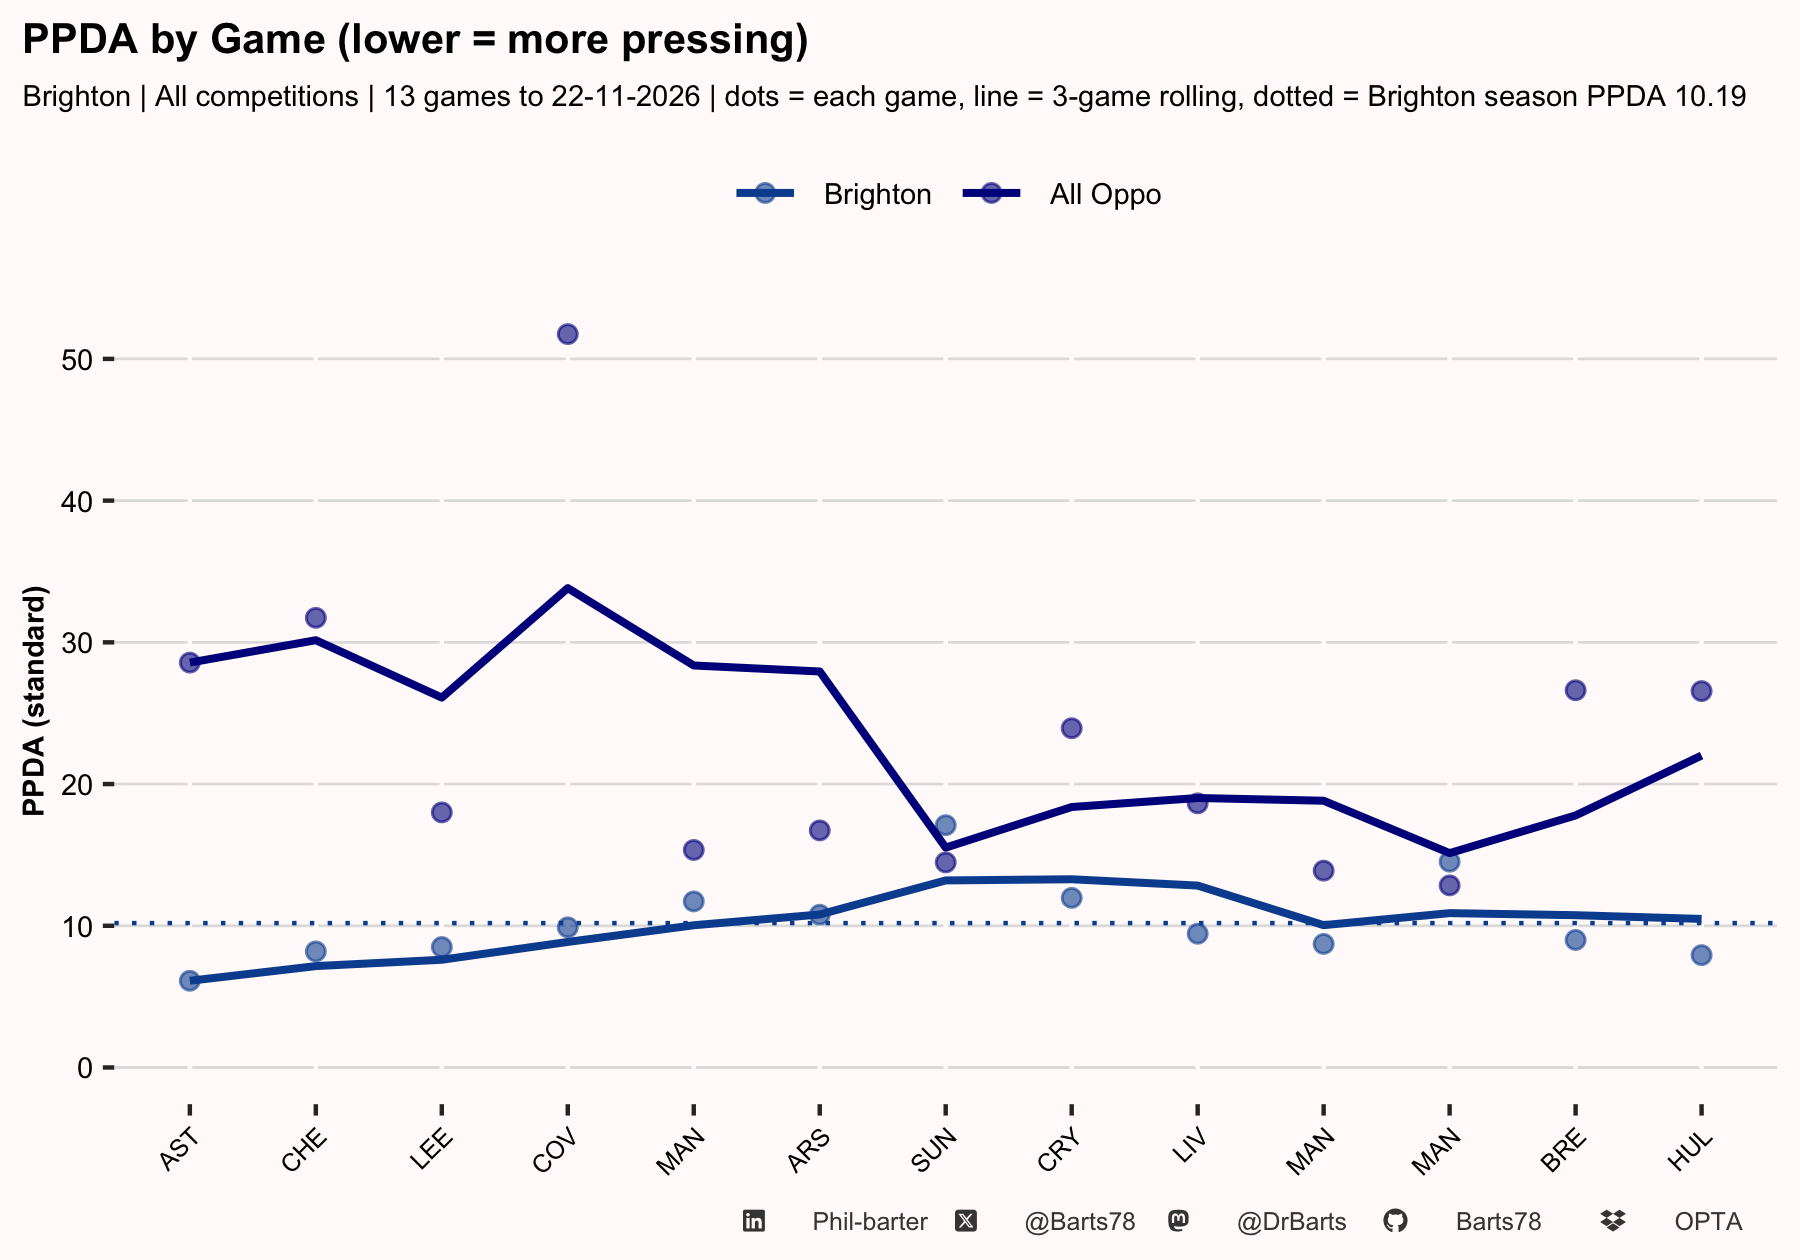 PPDA by Game (lower = more pressing)
Brighton | All competitions | 13 games to 22-11-2026 | dots = each game, line = 3-game rolling, dotted = Brighton season PPDA 10.19
Brighton All Oppo
PPDA (standard)
50
40
30
20
10
0
AST CHE LEE COV MAN ARS SUN CRY LIV MAN MAN BRE HUL
Phil-barter @Barts78 @DrBarts Barts78 OPTA